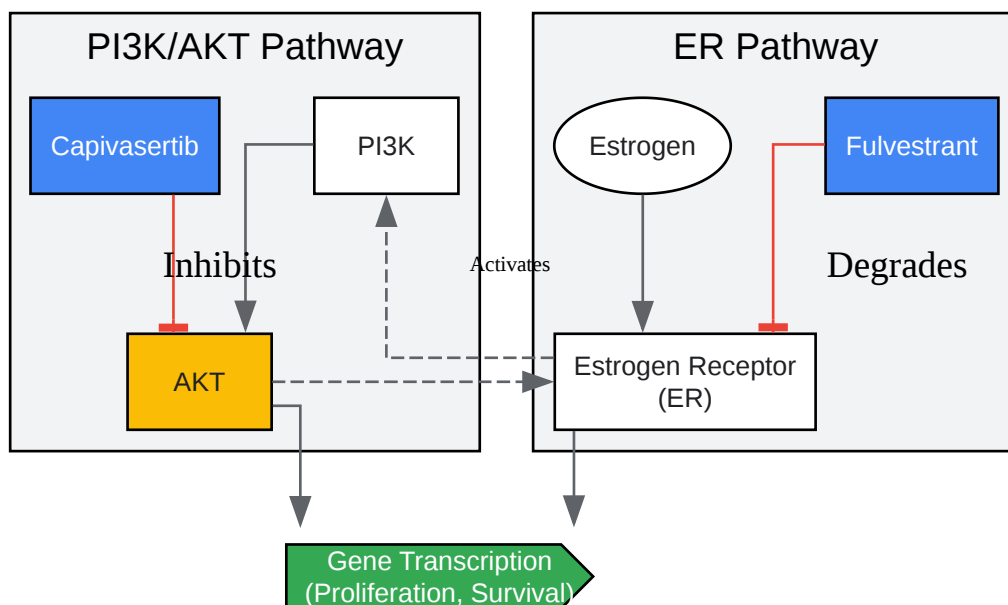 PI3K/AKT Pathway
ER Pathway
Capivasertib
PI3K
Estrogen
Fulvestrant
Inhibits
Activates
Degrades
AKT
Estrogen Receptor
(ER)
Gene Transcription
(Proliferation, Survival)